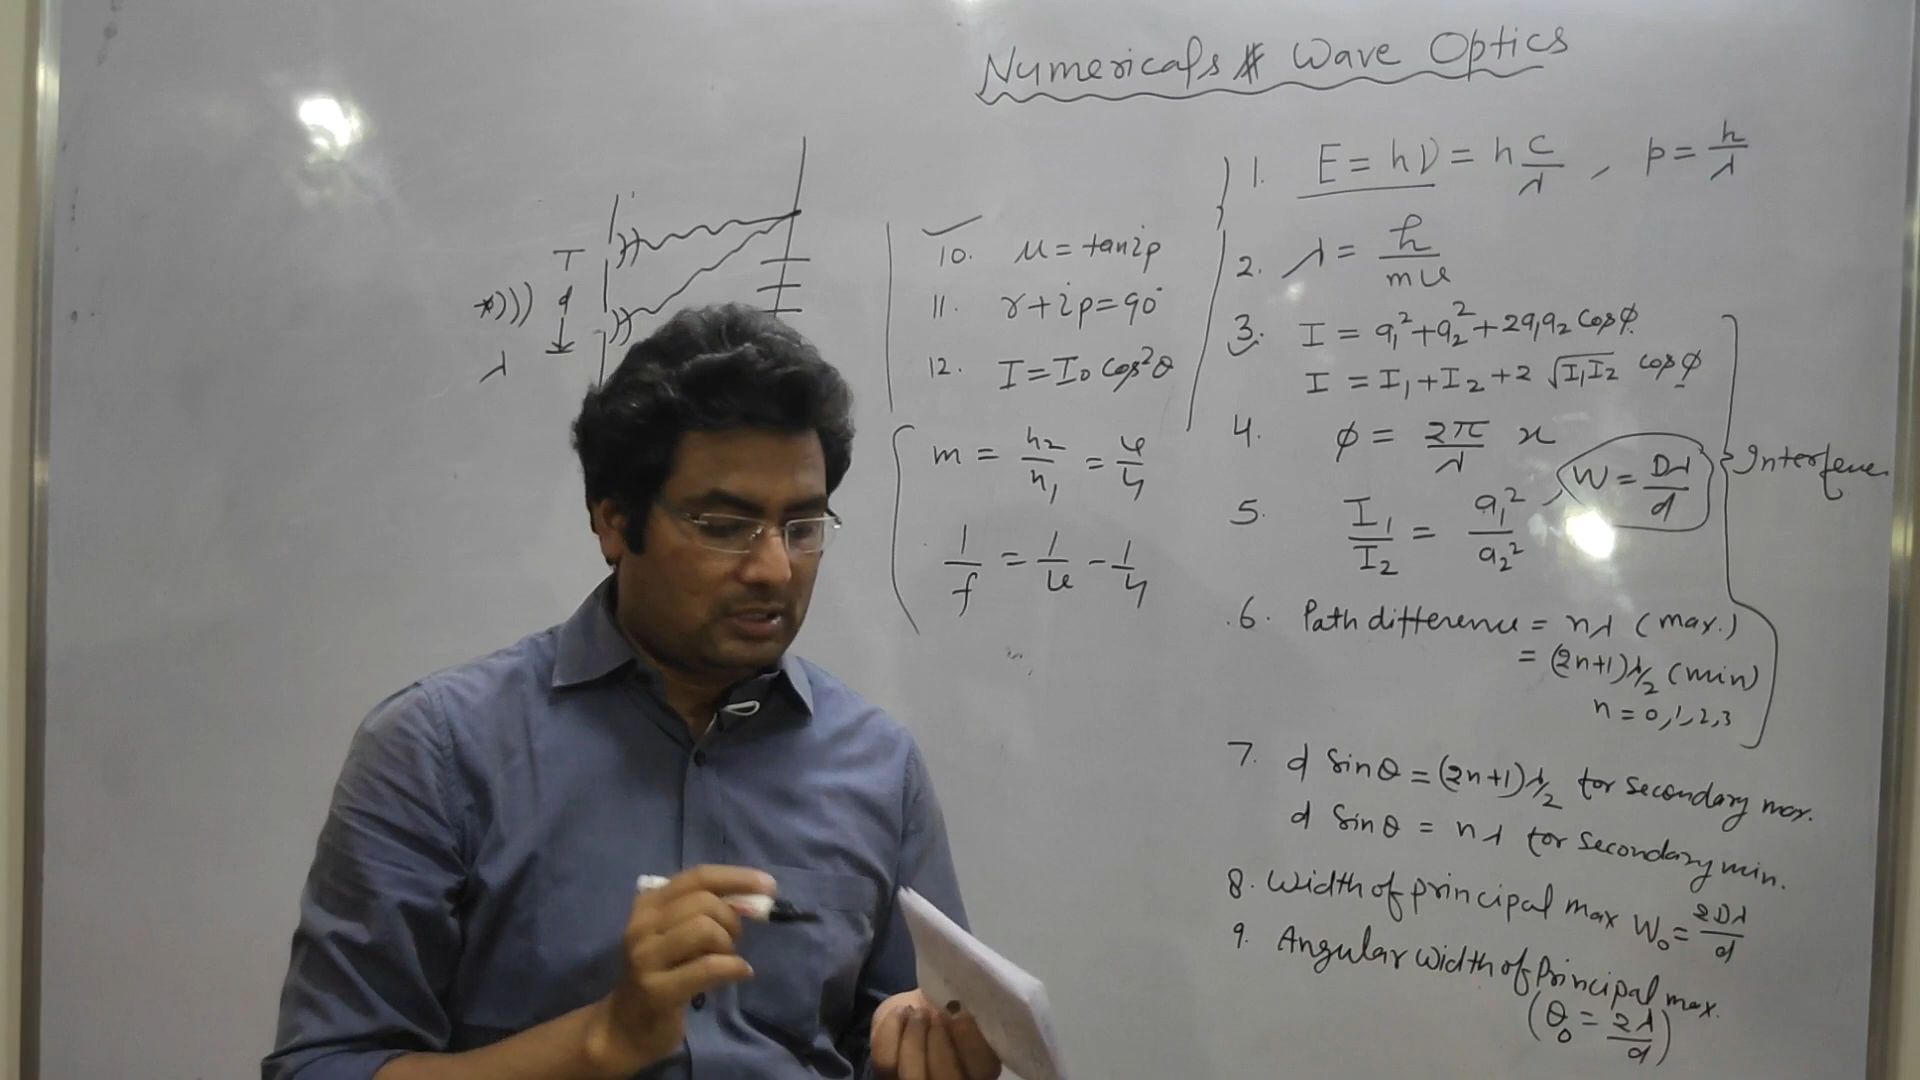 Numericals # Wave Optics
1. E = hν = h c/λ , p = h/λ
2. λ = h/mv
3. I = a₁² + a₂² + 2a₁a₂ cosϕ
I = I₁ + I₂ + 2 √I₁I₂ cosϕ
4. ϕ = 2π/λ x
W = Dλ/d
5. I₁/I₂ = a₁²/a₂²
Interference
6. Path difference = nλ (max.)
= (2n+1)λ/2 (min)
n = 0,1,2,3
7. d sinθ = (2n+1)λ/2 for secondary max.
d sinθ = nλ for secondary min.
8. Width of principal max W₀ = 2Dλ/d
9. Angular width of principal max.
(θ₀ = 2λ/d)
10. μ = tan ip
11. r + ip = 90°
12. I = I₀ cos²θ
m = h₂/h₁ = v/u
1/f = 1/v - 1/u
d
λ